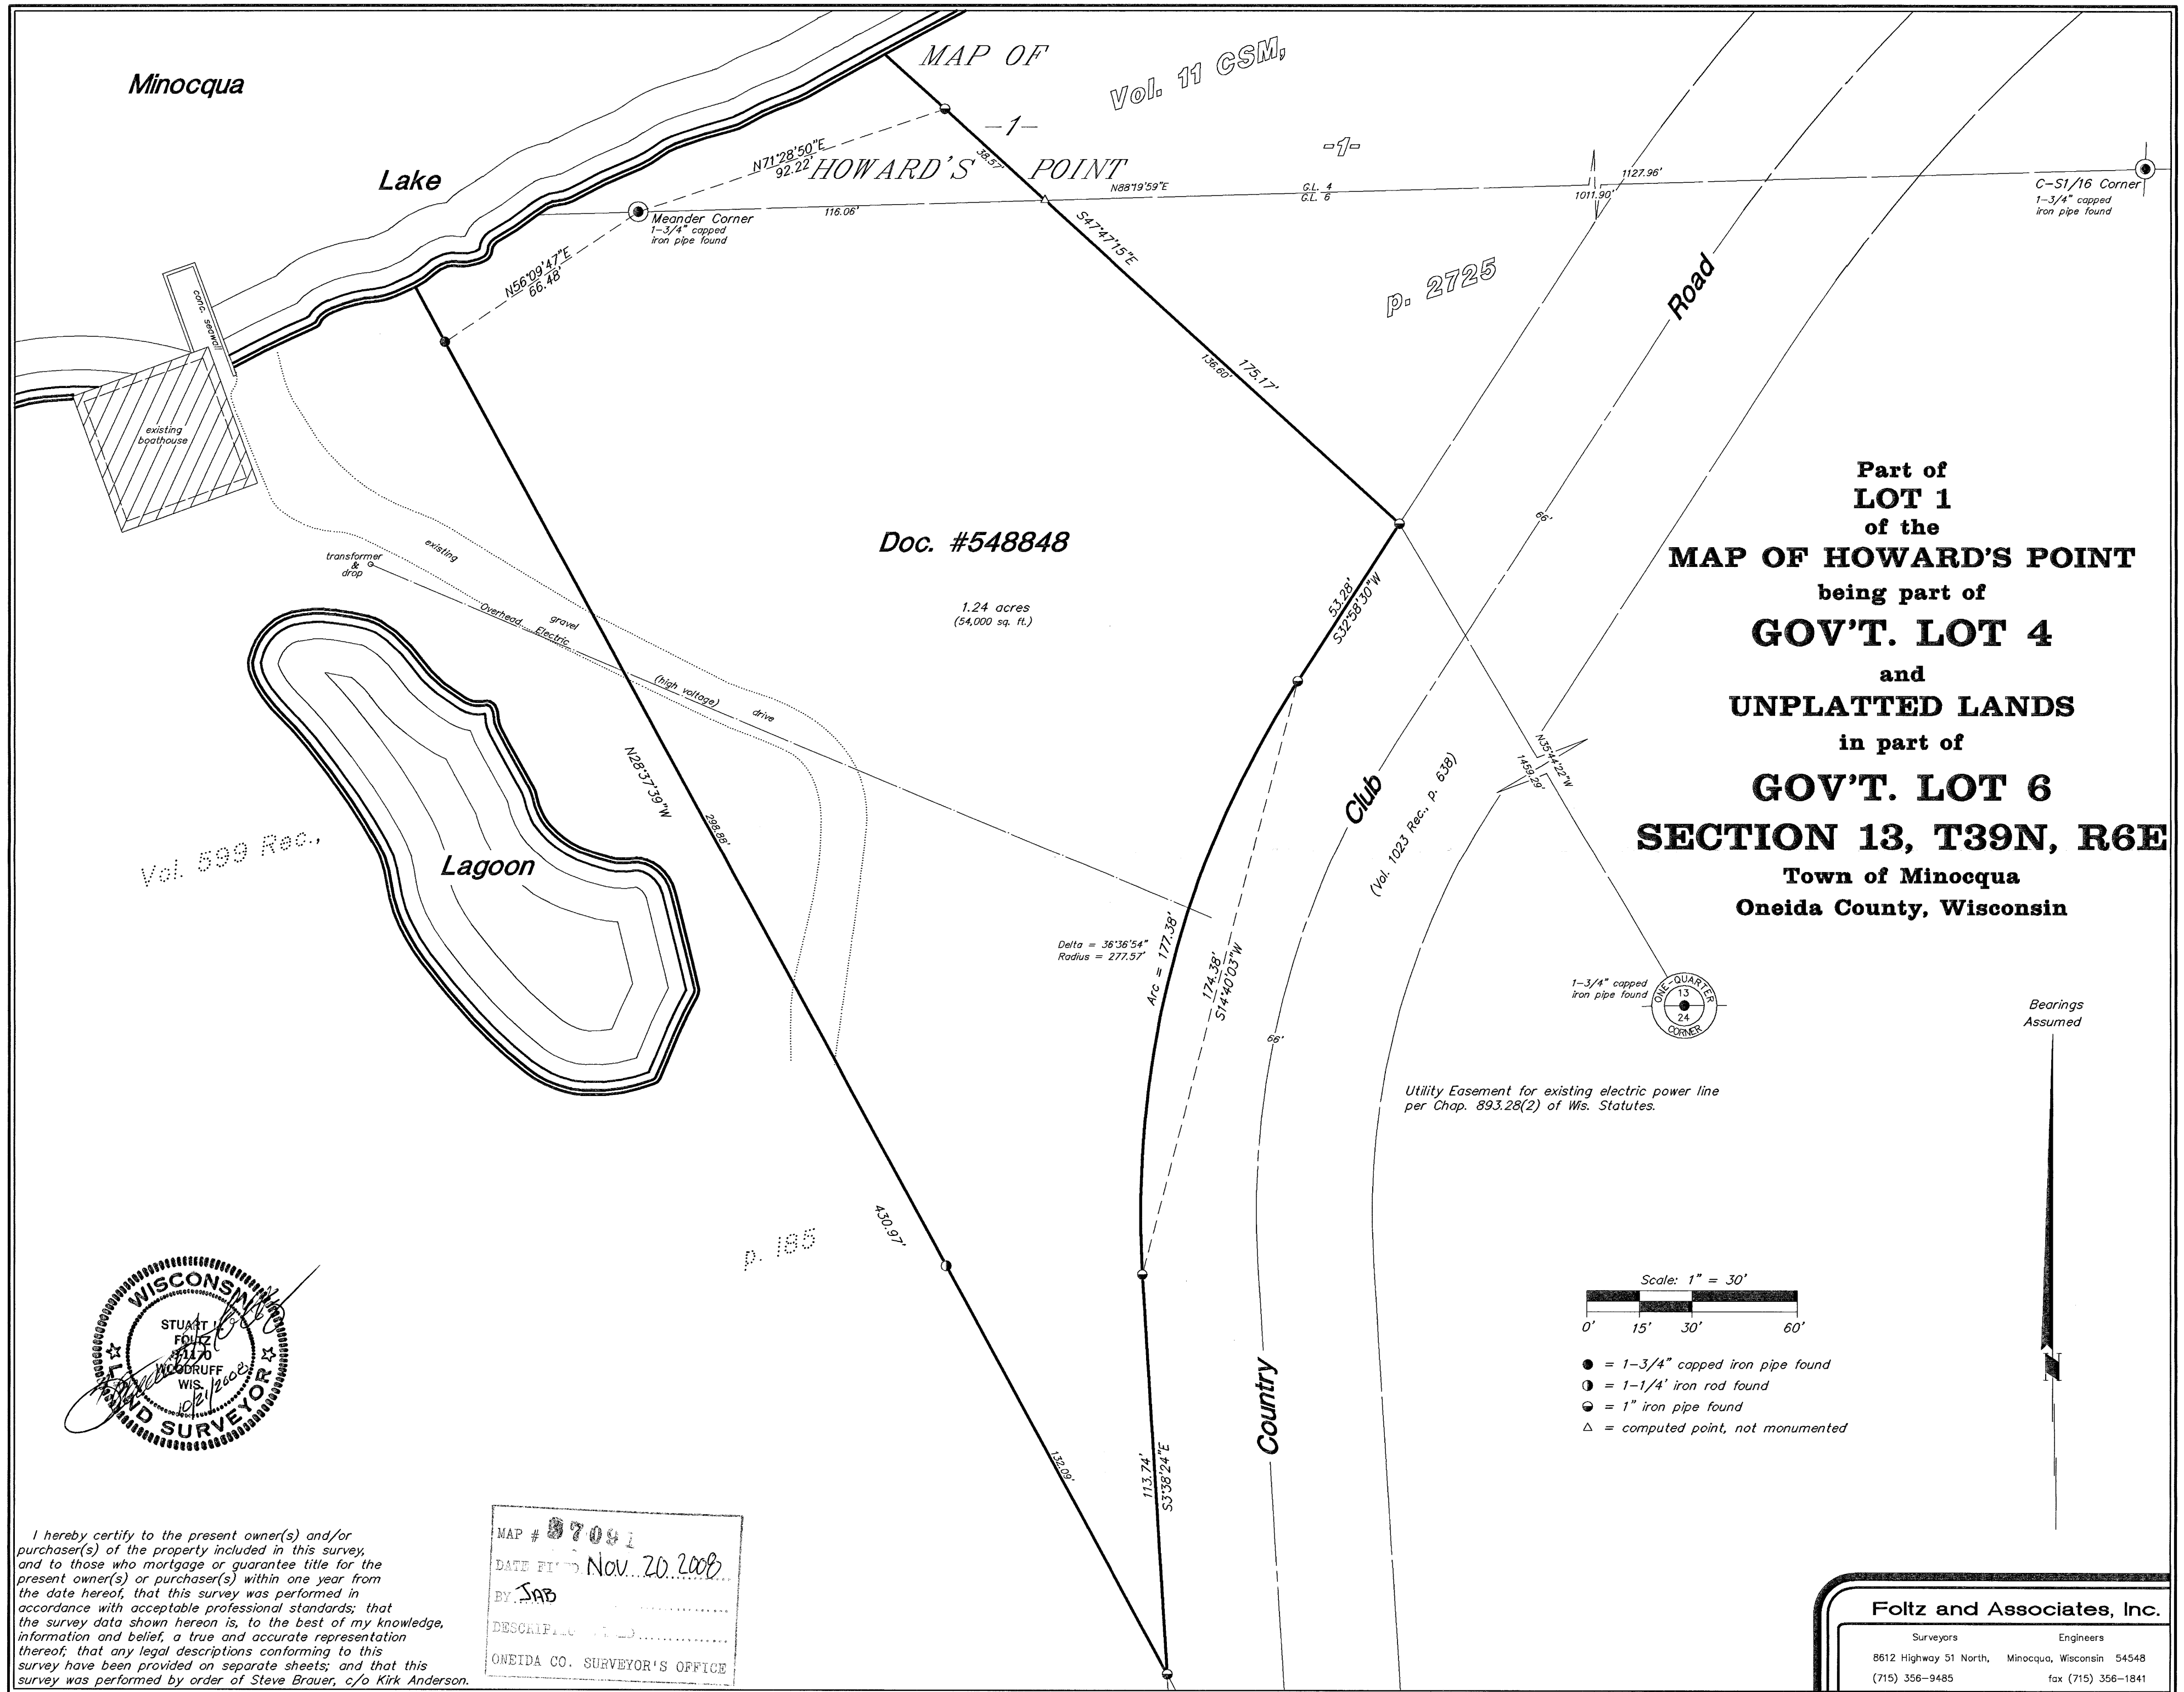 Minocqua
Lake
MAP OF
Vol. 11 CSM,
-1-
-1-
HOWARD'S POINT
N71°28'50"E
92.22'
38.57'
N88°19'59"E
G.L. 4
G.L. 6
1127.96'
1011.90'
C-S1/16 Corner
1-3/4" capped
iron pipe found
Meander Corner
1-3/4" capped
iron pipe found
116.06'
S47°47'15"E
N56°09'47"E
66.48'
p. 2725
Road
conc. seawall
existing
boathouse
136.60'
175.17'
66'
Part of
LOT 1
of the
MAP OF HOWARD'S POINT
being part of
GOV'T. LOT 4
and
UNPLATTED LANDS
in part of
GOV'T. LOT 6
SECTION 13, T39N, R6E
Town of Minocqua
Oneida County, Wisconsin
Doc. #548848
1.24 acres
(54,000 sq. ft.)
transformer
&
drop
existing
gravel
drive
Overhead Electric
(high voltage)
53.28'
S32°58'30"W
N28°37'39"W
298.88'
Club
(Vol. 1023 Rec., p. 638)
N35°44'22"W
1459.29'
Vol. 599 Rec.,
Lagoon
Delta = 36°36'54"
Radius = 277.57'
Arc = 177.38'
174.38'
S14°40'03"W
1-3/4" capped
iron pipe found
ONE-QUARTER
13
24
CORNER
66'
Bearings
Assumed
N
Utility Easement for existing electric power line
per Chap. 893.28(2) of Wis. Statutes.
p. 185
430.97'
132.09'
113.74'
S3°38'24"E
Country
Scale: 1" = 30'
0' 15' 30' 60'
= 1-3/4" capped iron pipe found
= 1-1/4' iron rod found
= 1" iron pipe found
= computed point, not monumented
WISCONSIN
STUART
FOLTZ
WOODRUFF
WIS.
10/21/2008
LAND SURVEYOR
I hereby certify to the present owner(s) and/or
purchaser(s) of the property included in this survey,
and to those who mortgage or guarantee title for the
present owner(s) or purchaser(s) within one year from
the date hereof, that this survey was performed in
accordance with acceptable professional standards; that
the survey data shown hereon is, to the best of my knowledge,
information and belief, a true and accurate representation
thereof; that any legal descriptions conforming to this
survey have been provided on separate sheets; and that this
survey was performed by order of Steve Brauer, c/o Kirk Anderson.
MAP #
DATE NOV. 20 2008
BY JAB
ONEIDA CO. SURVEYOR'S OFFICE
Foltz and Associates, Inc.
Surveyors Engineers
8612 Highway 51 North, Minocqua, Wisconsin 54548
(715) 356-9485 fax (715) 356-1841